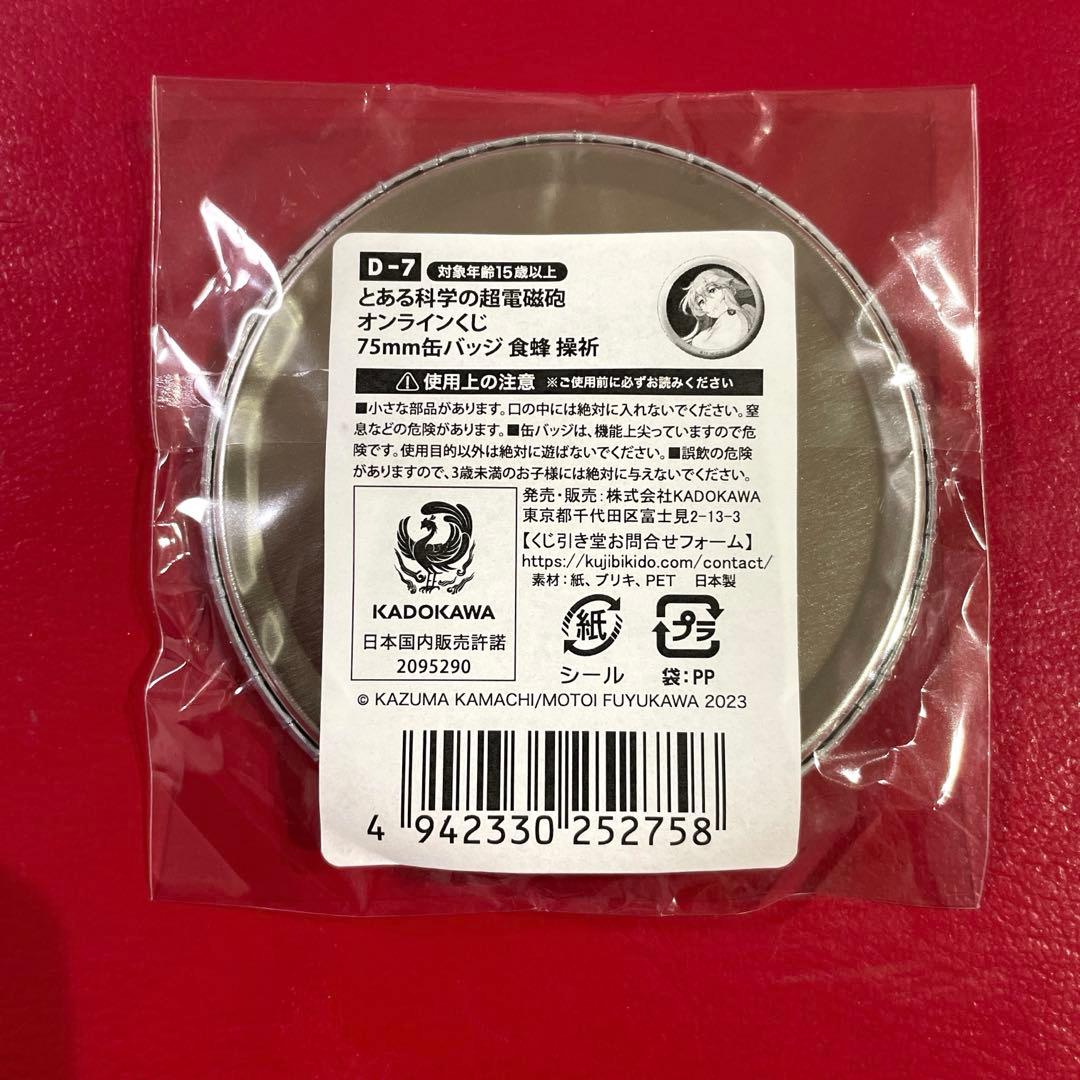 D-7 対象年齢15歳以上
とある科学の超電磁砲
オンラインくじ
75mm缶バッジ 食蜂 操祈
使用上の注意 ※ご使用前に必ずお読みください
■小さな部品があります。口の中には絶対に入れないでください。窒
息などの危険があります。■缶バッジは、機能上尖っていますので危
険です。使用目的以外は絶対に遊ばないでください。■誤飲の危険
がありますので、3歳未満のお子様には絶対に与えないでください。
KADOKAWA
日本国内販売許諾
2095290
発売・販売：株式会社KADOKAWA
東京都千代田区富士見2-13-3
【くじ引き堂お問合せフォーム】
https://kujibikido.com/contact/
素材：紙、ブリキ、PET 日本製
紙
シール
プラ
袋：PP
© KAZUMA KAMACHI/MOTOI FUYUKAWA 2023
4 942330 252758